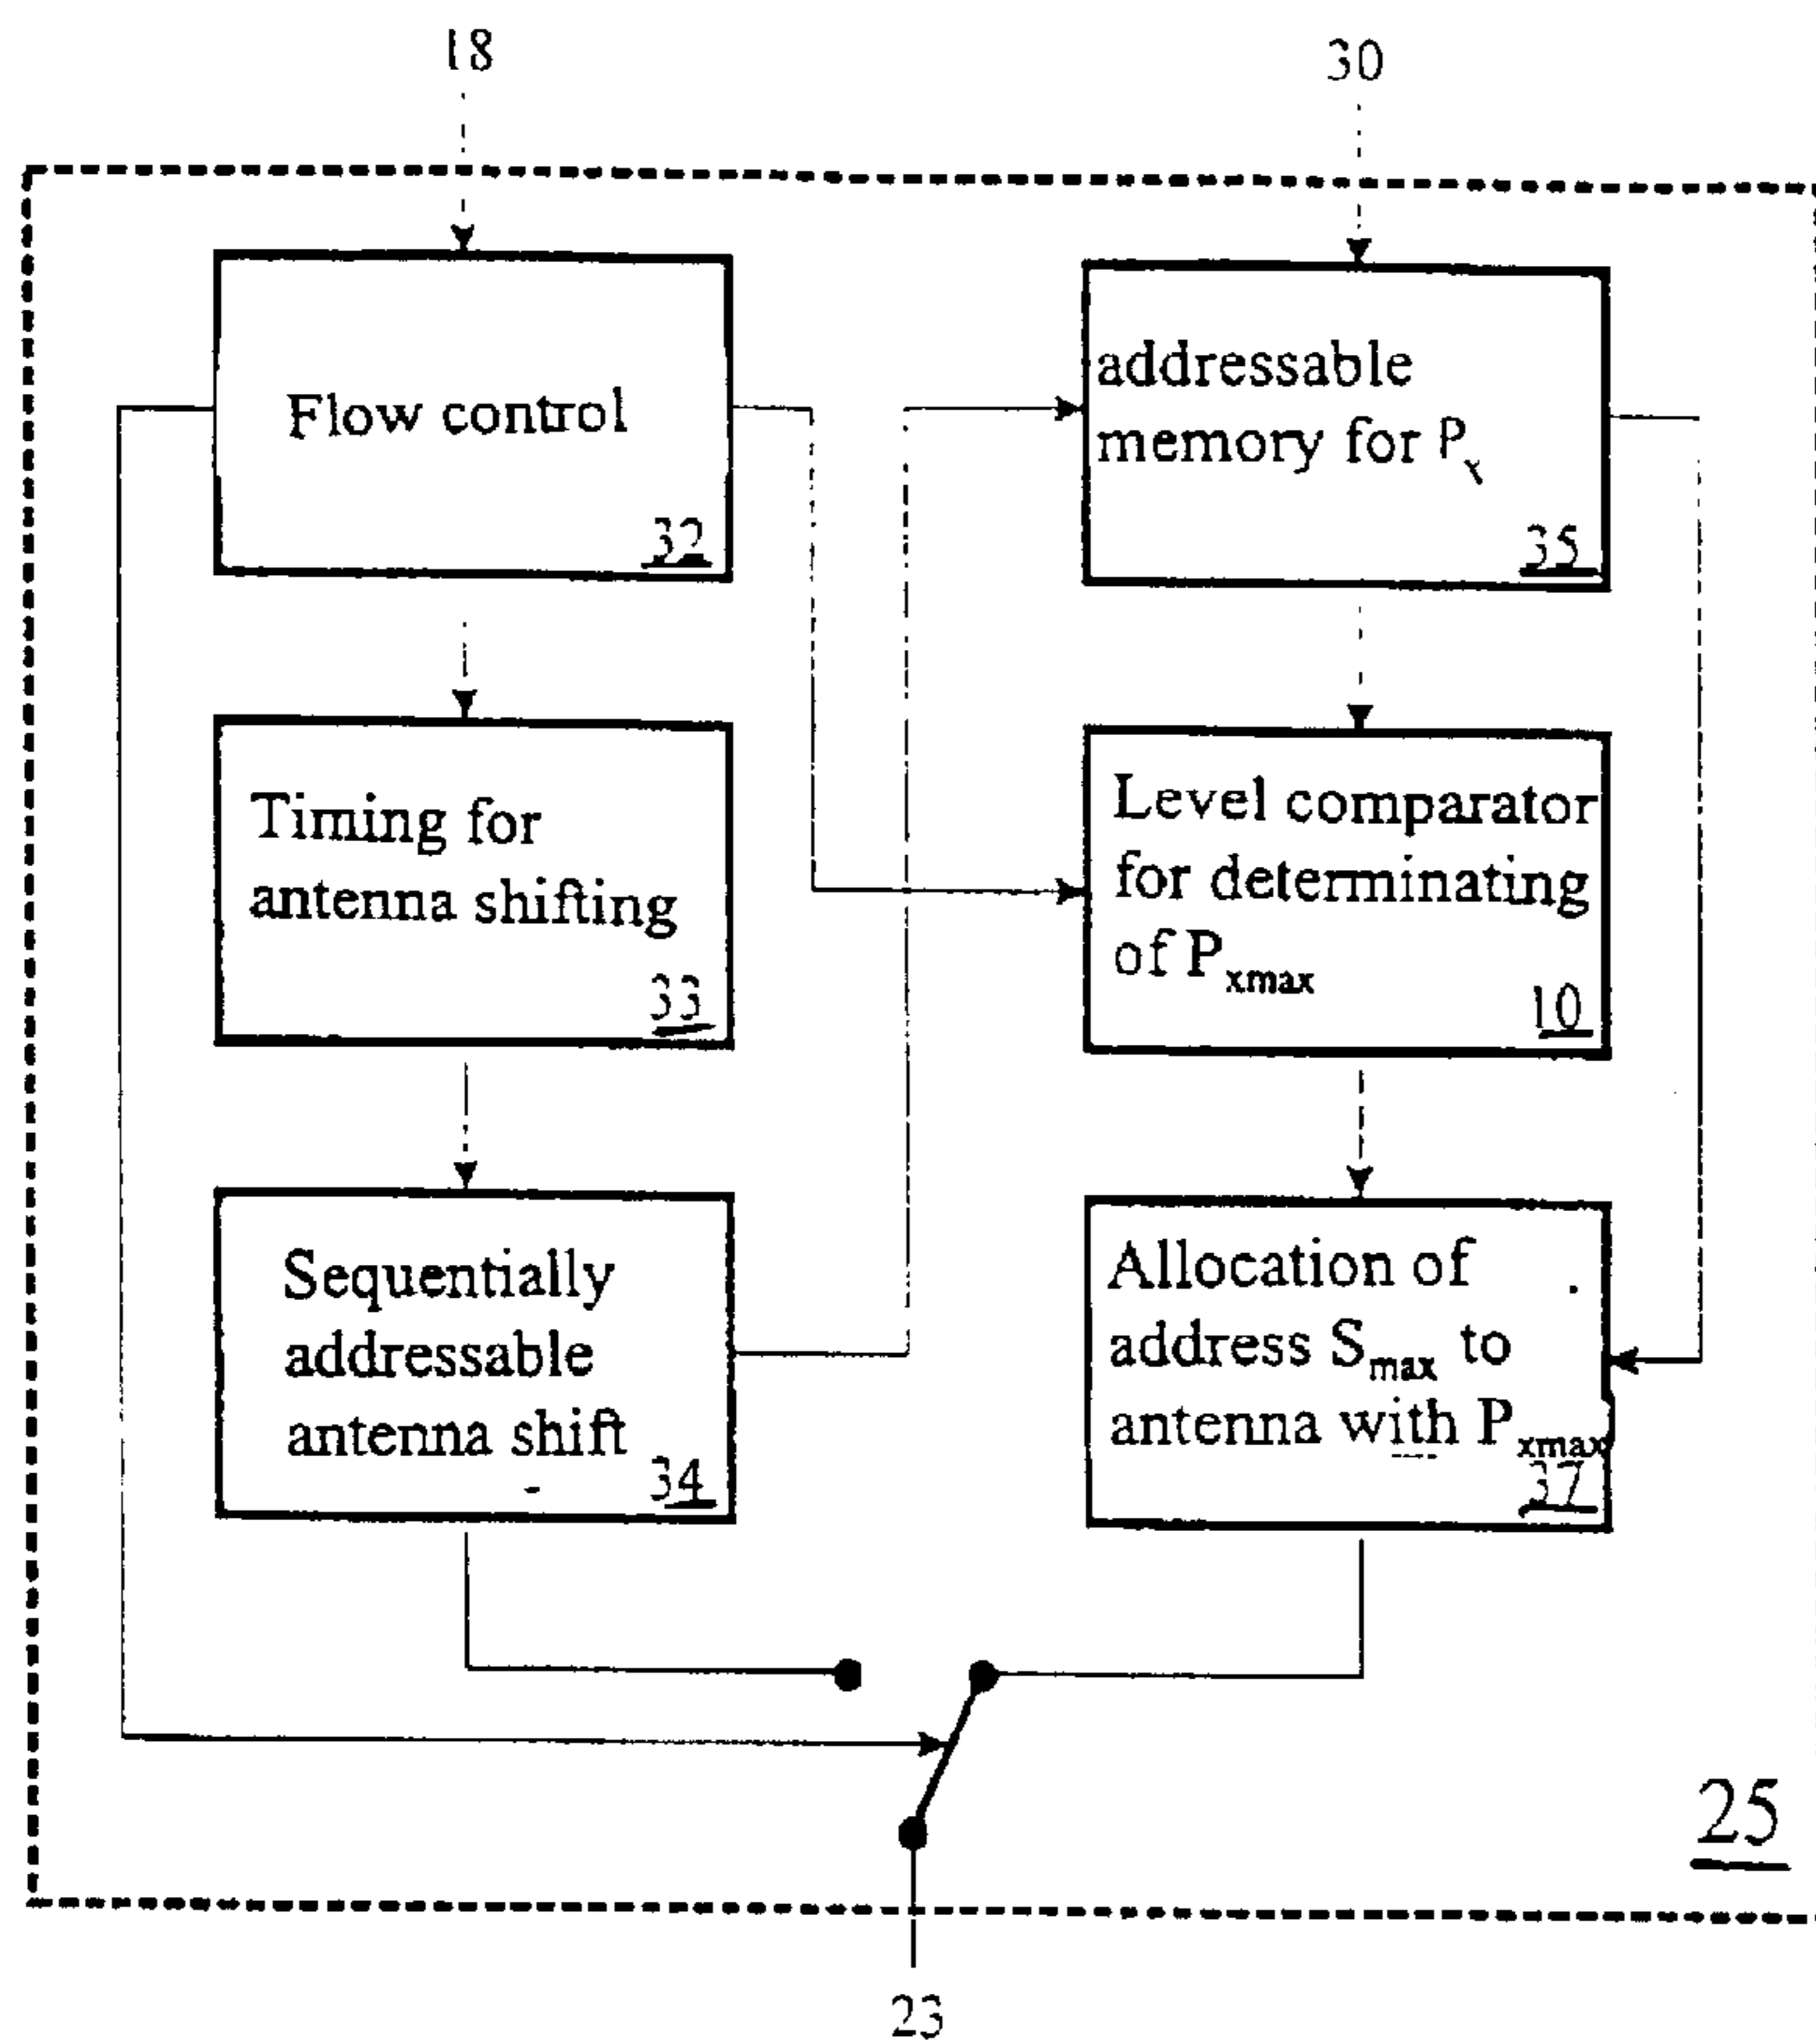 18
30
Flow control
32
addressable
memory for Px
35
Timing for
antenna shifting
33
Level comparator
for determinating
of Pxmax
10
Sequentially
addressable
antenna shift
34
Allocation of
address Smax to
antenna with Pxmax
37
25
23